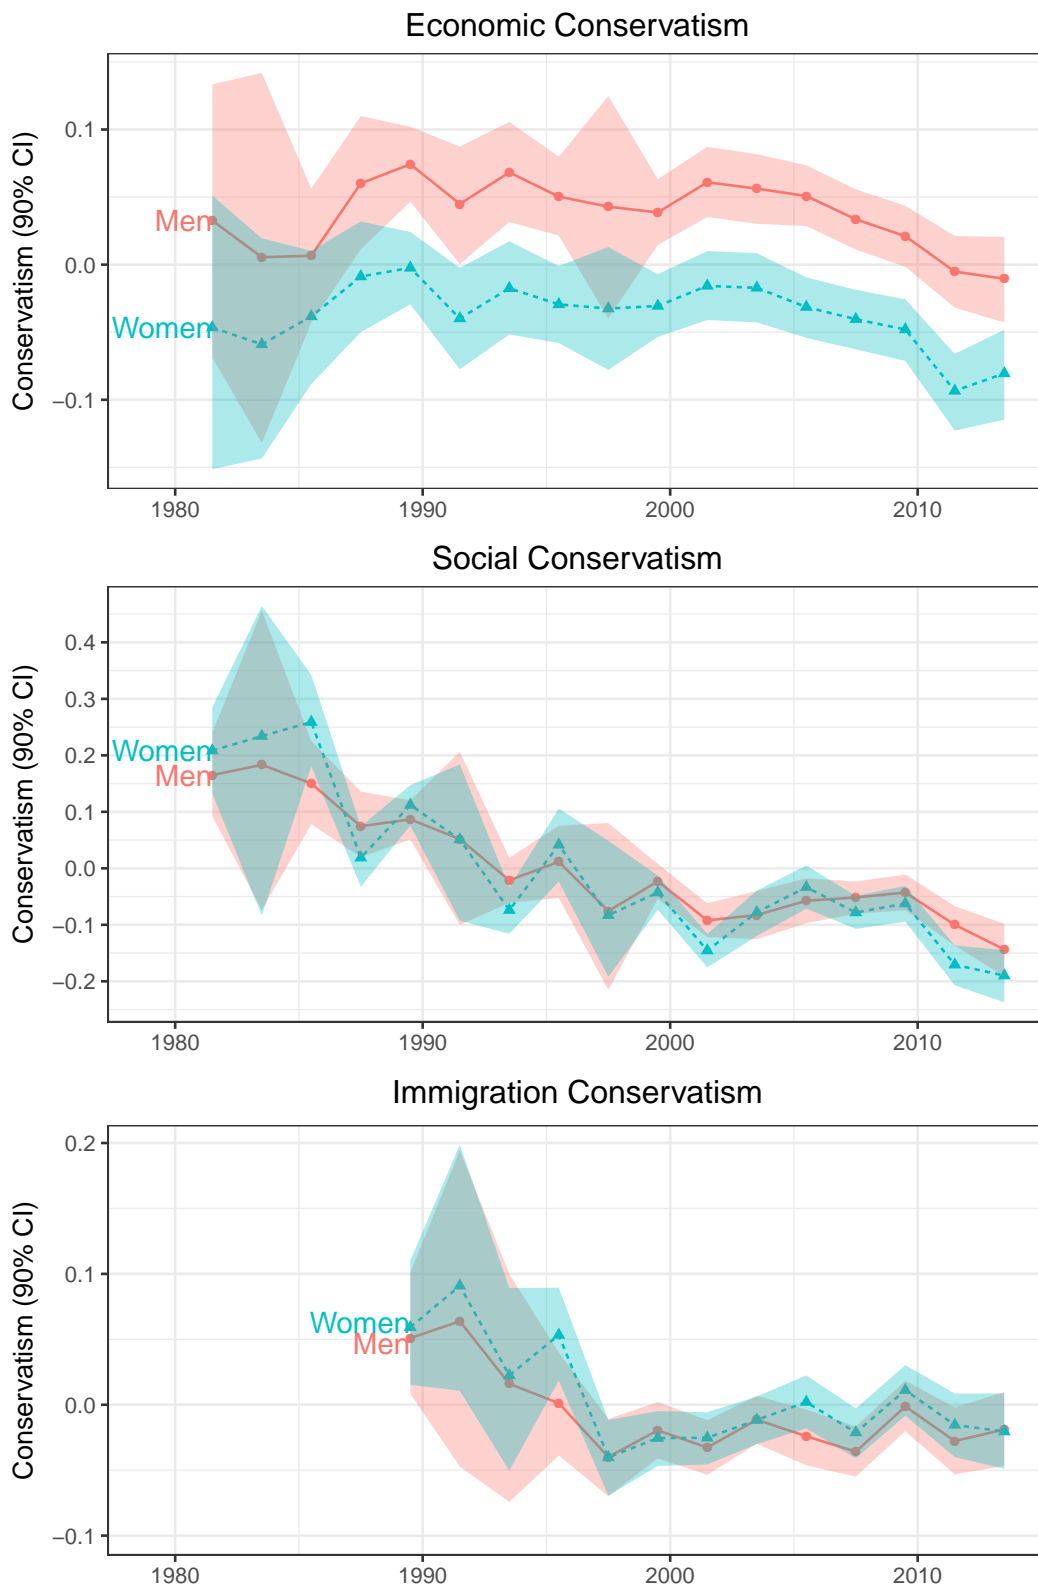 Economic Conservatism
Conservatism (90% CI)
0.1
0.0
−0.1
Men
Women
1980 1990 2000 2010
Social Conservatism
Conservatism (90% CI)
0.4
0.3
0.2
0.1
0.0
−0.1
−0.2
Women
Men
1980 1990 2000 2010
Immigration Conservatism
Conservatism (90% CI)
0.2
0.1
0.0
−0.1
Women
Men
1980 1990 2000 2010